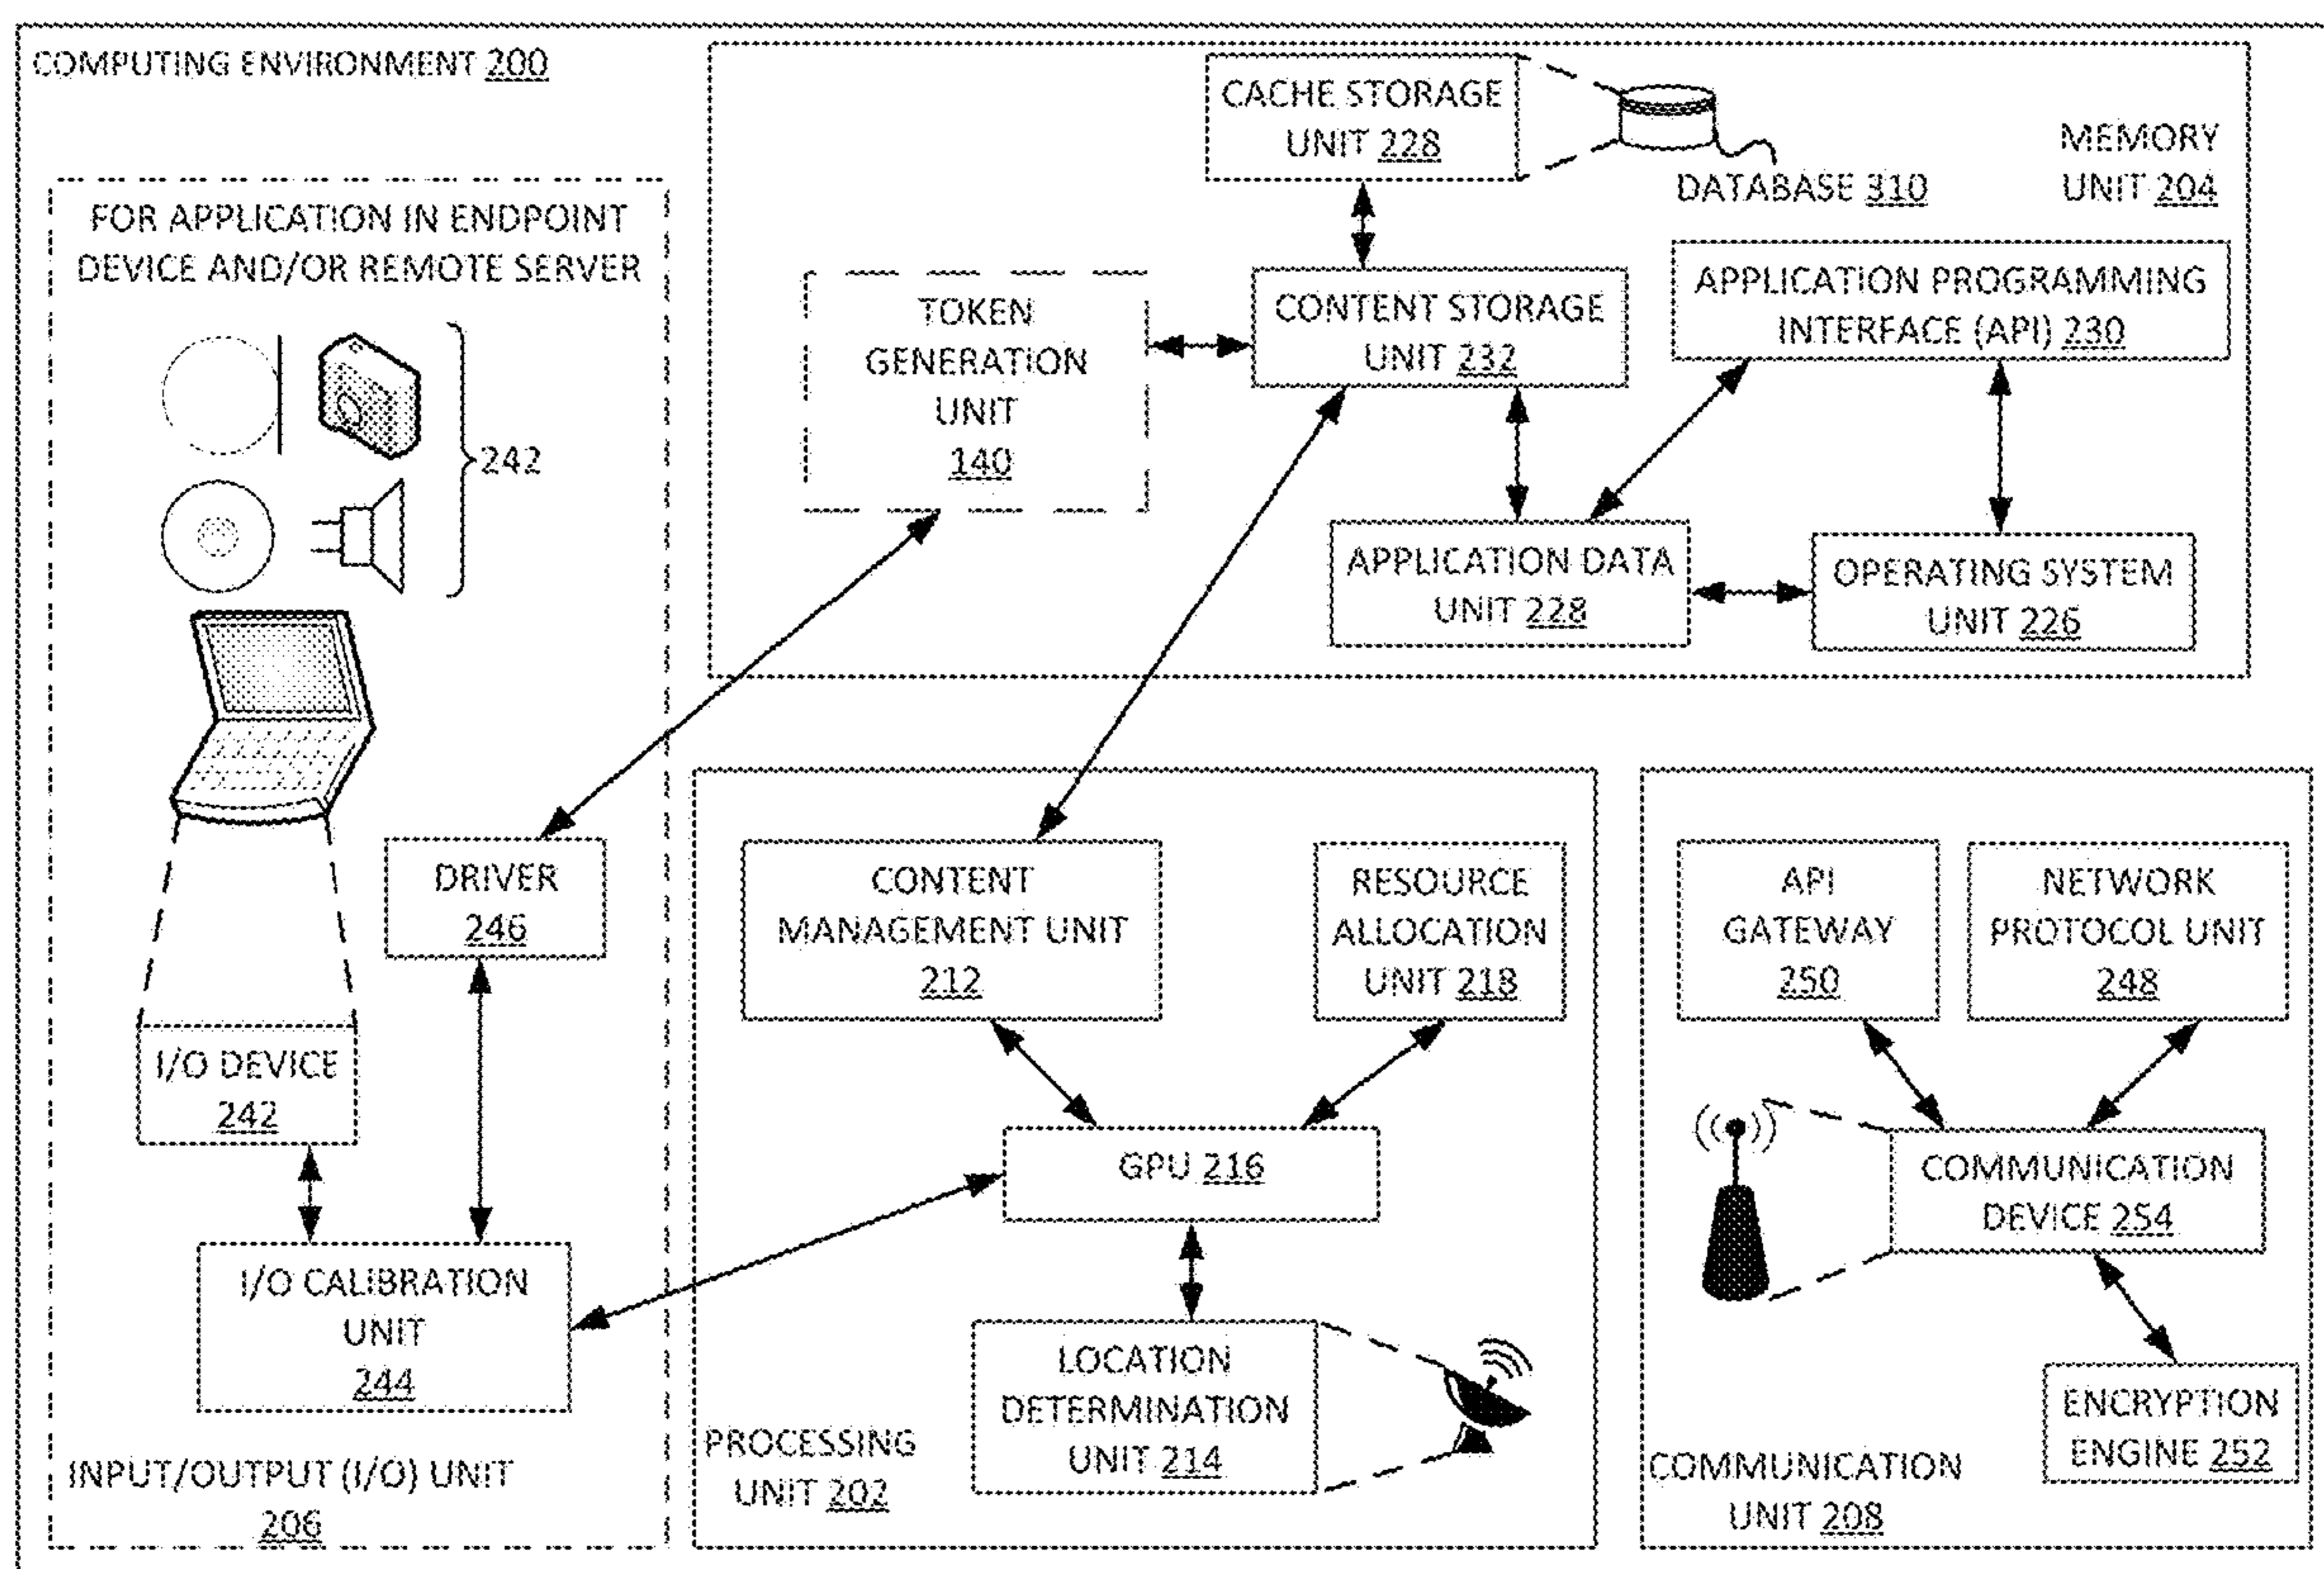 COMPUTING ENVIRONMENT 200
FOR APPLICATION IN ENDPOINT
DEVICE AND/OR REMOTE SERVER
242
I/O DEVICE
242
DRIVER
246
I/O CALIBRATION
UNIT
244
INPUT/OUTPUT (I/O) UNIT
206
CACHE STORAGE
UNIT 228
DATABASE 310
MEMORY
UNIT 204
TOKEN
GENERATION
UNIT
140
CONTENT STORAGE
UNIT 232
APPLICATION PROGRAMMING
INTERFACE (API) 230
APPLICATION DATA
UNIT 228
OPERATING SYSTEM
UNIT 226
CONTENT
MANAGEMENT UNIT
212
RESOURCE
ALLOCATION
UNIT 218
GPU 216
LOCATION
DETERMINATION
UNIT 214
PROCESSING
UNIT 202
API
GATEWAY
250
NETWORK
PROTOCOL UNIT
248
COMMUNICATION
DEVICE 254
ENCRYPTION
ENGINE 252
COMMUNICATION
UNIT 208